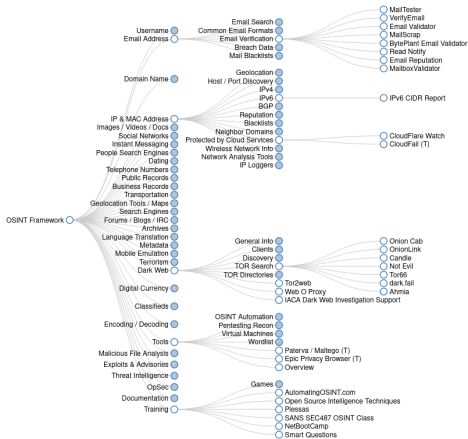 OSINT Framework
Username
Email Address
Email Search
Common Email Formats
Email Verification
MailTester
VerifyEmail
Email Validator
MailScrap
BytePlant Email Validator
Read Notify
Email Reputation
MailboxValidator
Breach Data
Mail Blacklists
Domain Name
IP & MAC Address
Geolocation
Host / Port Discovery
IPv4
IPv6
IPv6 CIDR Report
BGP
Reputation
Blacklists
Neighbor Domains
Protected by Cloud Services
CloudFlare Watch
CloudFail (T)
Wireless Network Info
Network Analysis Tools
IP Loggers
Images / Videos / Docs
Social Networks
Instant Messaging
People Search Engines
Dating
Telephone Numbers
Public Records
Business Records
Transportation
Geolocation Tools / Maps
Search Engines
Forums / Blogs / IRC
Archives
Language Translation
Metadata
Mobile Emulation
Terrorism
Dark Web
General Info
Clients
Discovery
TOR Search
Onion Cab
OnionLink
Candle
Not Evil
Tor66
dark.fail
Ahmia
TOR Directories
Tor2web
Web O Proxy
IACA Dark Web Investigation Support
Digital Currency
Classifieds
Encoding / Decoding
Tools
OSINT Automation
Pentesting Recon
Virtual Machines
Wordlist
Paterva / Maltego (T)
Epic Privacy Browser (T)
Overview
Malicious File Analysis
Exploits & Advisories
Threat Intelligence
OpSec
Documentation
Training
Games
AutomatingOSINT.com
Open Source Intelligence Techniques
Plessas
SANS SEC487 OSINT Class
NetBootCamp
Smart Questions